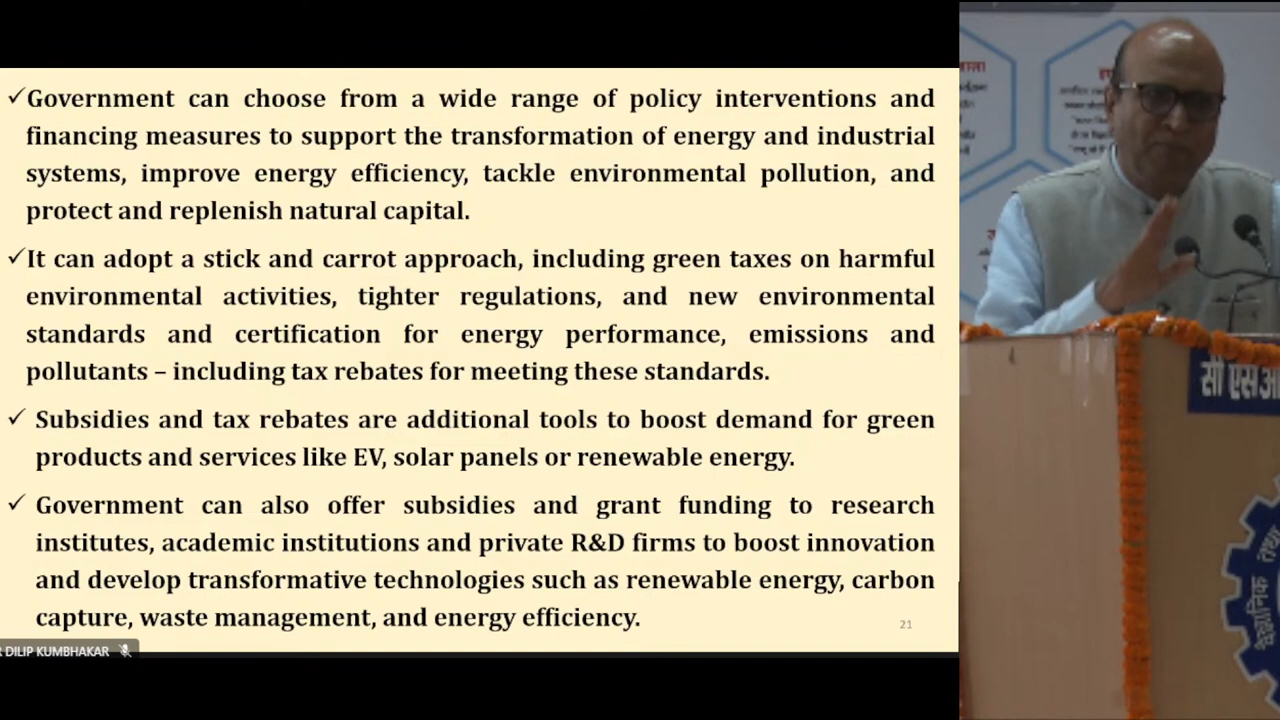 ✓Government can choose from a wide range of policy interventions and
financing measures to support the transformation of energy and industrial
systems, improve energy efficiency, tackle environmental pollution, and
protect and replenish natural capital.
✓It can adopt a stick and carrot approach, including green taxes on harmful
environmental activities, tighter regulations, and new environmental
standards and certification for energy performance, emissions and
pollutants – including tax rebates for meeting these standards.
✓ Subsidies and tax rebates are additional tools to boost demand for green
products and services like EV, solar panels or renewable energy.
✓ Government can also offer subsidies and grant funding to research
institutes, academic institutions and private R&D firms to boost innovation
and develop transformative technologies such as renewable energy, carbon
capture, waste management, and energy efficiency.
21
R DILIP KUMBHAKAR
सी एस आ